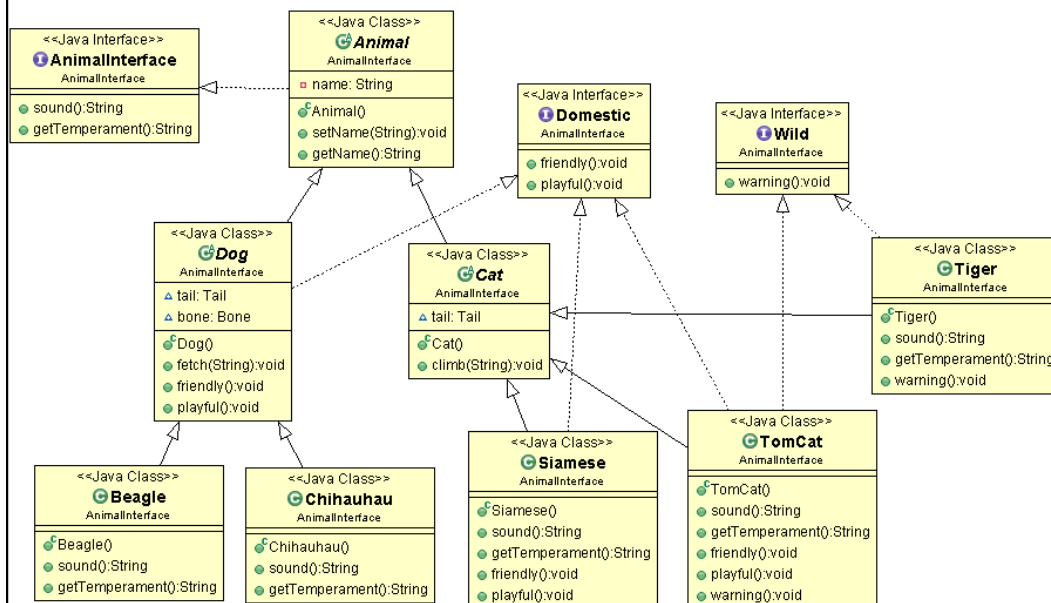 <<Java Interface>>
AnimalInterface
AnimalInterface
sound():String
getTemperament():String
<<Java Class>>
Animal
AnimalInterface
name: String
Animal()
setName(String):void
getName():String
<<Java Interface>>
Domestic
AnimalInterface
friendly():void
playful():void
<<Java Interface>>
Wild
AnimalInterface
warning():void
<<Java Class>>
Dog
AnimalInterface
tail: Tail
bone: Bone
Dog()
fetch(String):void
friendly():void
playful():void
<<Java Class>>
Cat
AnimalInterface
tail: Tail
Cat()
climb(String):void
<<Java Class>>
Tiger
AnimalInterface
Tiger()
sound():String
getTemperament():String
warning():void
<<Java Class>>
Beagle
AnimalInterface
Beagle()
sound():String
getTemperament():String
<<Java Class>>
Chihauhau
AnimalInterface
Chihauhau()
sound():String
getTemperament():String
<<Java Class>>
Siamese
AnimalInterface
Siamese()
sound():String
getTemperament():String
friendly():void
playful():void
<<Java Class>>
TomCat
AnimalInterface
TomCat()
sound():String
getTemperament():String
friendly():void
playful():void
warning():void